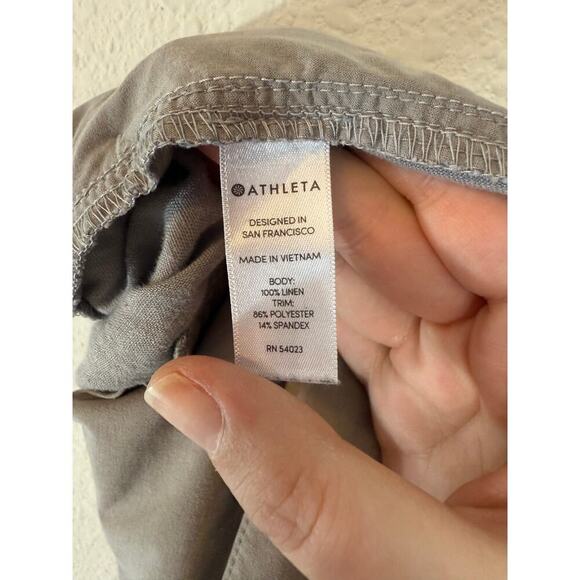 ATHLETA
DESIGNED IN
SAN FRANCISCO
MADE IN VIETNAM
BODY:
100% LINEN
TRIM:
86% POLYESTER
14% SPANDEX
RN 54023